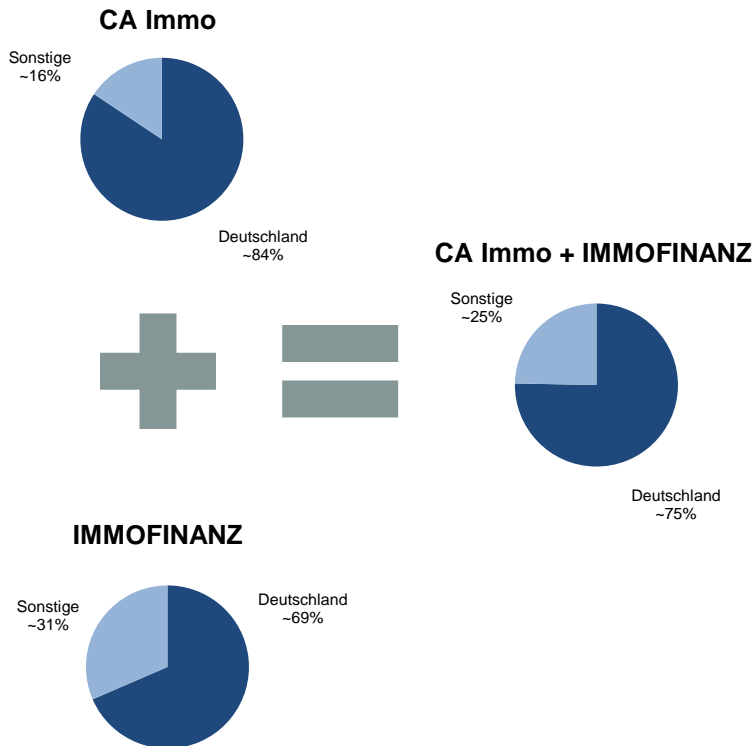 CA Immo
Sonstige
~16%
Deutschland
~84%
CA Immo + IMMOFINANZ
Sonstige
~25%
Deutschland
~75%
IMMOFINANZ
Sonstige
~31%
Deutschland
~69%